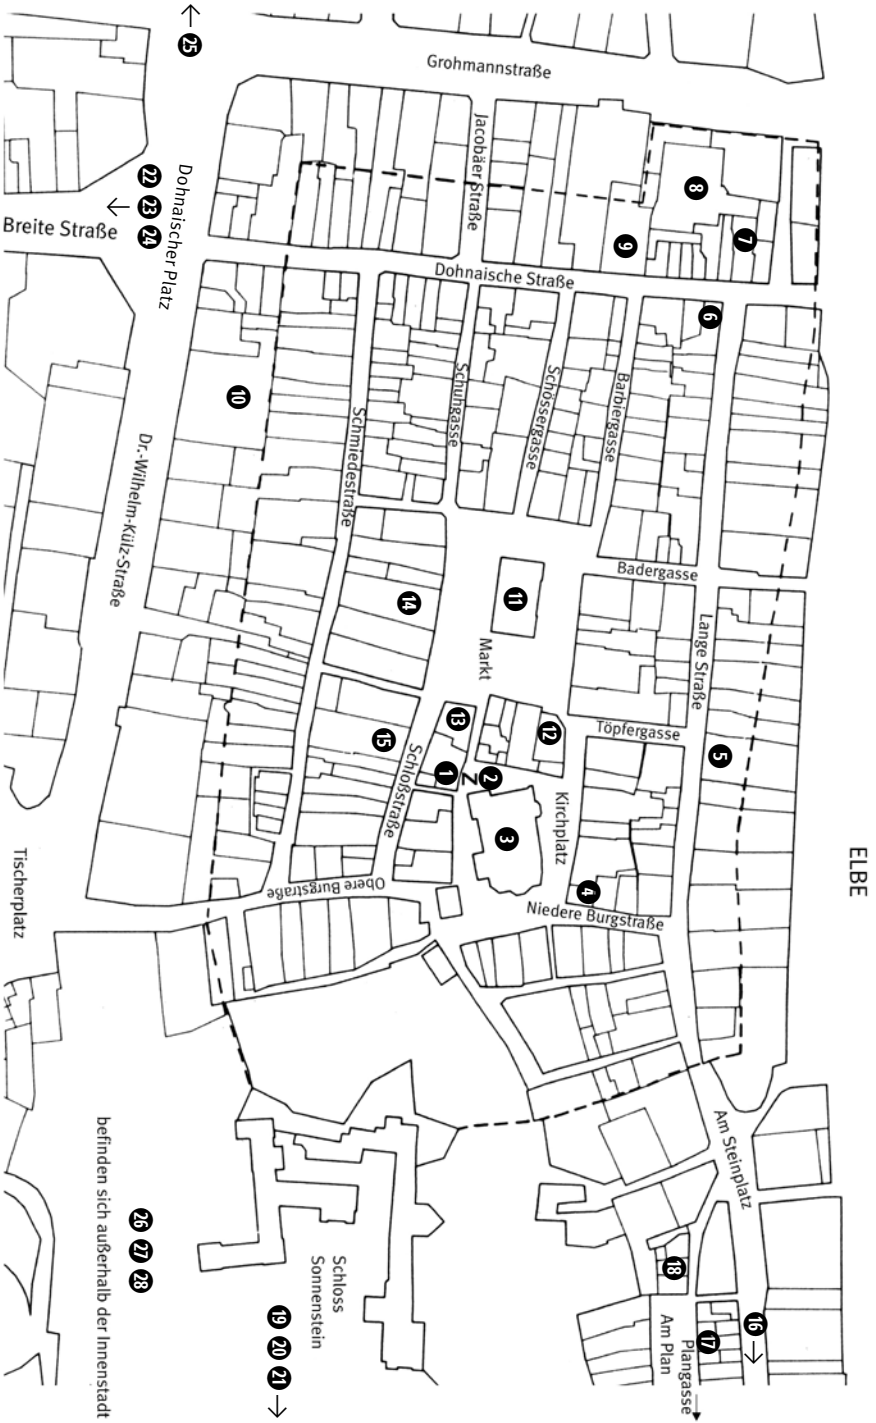 25
Grohmannstraße
Jacobäer Straße
8
7
9
22
23
24
Dohnaischer Platz
Breite Straße
Dohnaische Straße
6
10
Schmiedestraße
Schuhgasse
Schössergasse
Barbiergasse
Dr.-Wilhelm-Külz-Straße
Badergasse
11
14
Markt
Lange Straße
13
12
Töpfergasse
5
15
Schloßstraße
1
Z
2
3
Kirchplatz
4
ELBE
Tischerplatz
Obere Burgstraße
Niedere Burgstraße
Am Steinplatz
26
27
28
befinden sich außerhalb der Innenstadt
Schloss
Sonnenstein
19
20
21
18
16
17
Am Plan
Plangasse